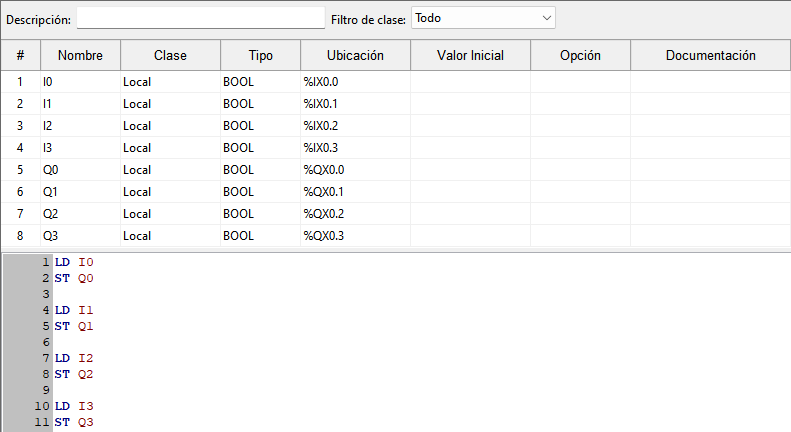 Descripción: Filtro de clase: Todo
# Nombre Clase Tipo Ubicación Valor Inicial Opción Documentación
1 I0 Local BOOL %IX0.0
2 I1 Local BOOL %IX0.1
3 I2 Local BOOL %IX0.2
4 I3 Local BOOL %IX0.3
5 Q0 Local BOOL %QX0.0
6 Q1 Local BOOL %QX0.1
7 Q2 Local BOOL %QX0.2
8 Q3 Local BOOL %QX0.3
1 LD I0
2 ST Q0
3
4 LD I1
5 ST Q1
6
7 LD I2
8 ST Q2
9
10 LD I3
11 ST Q3